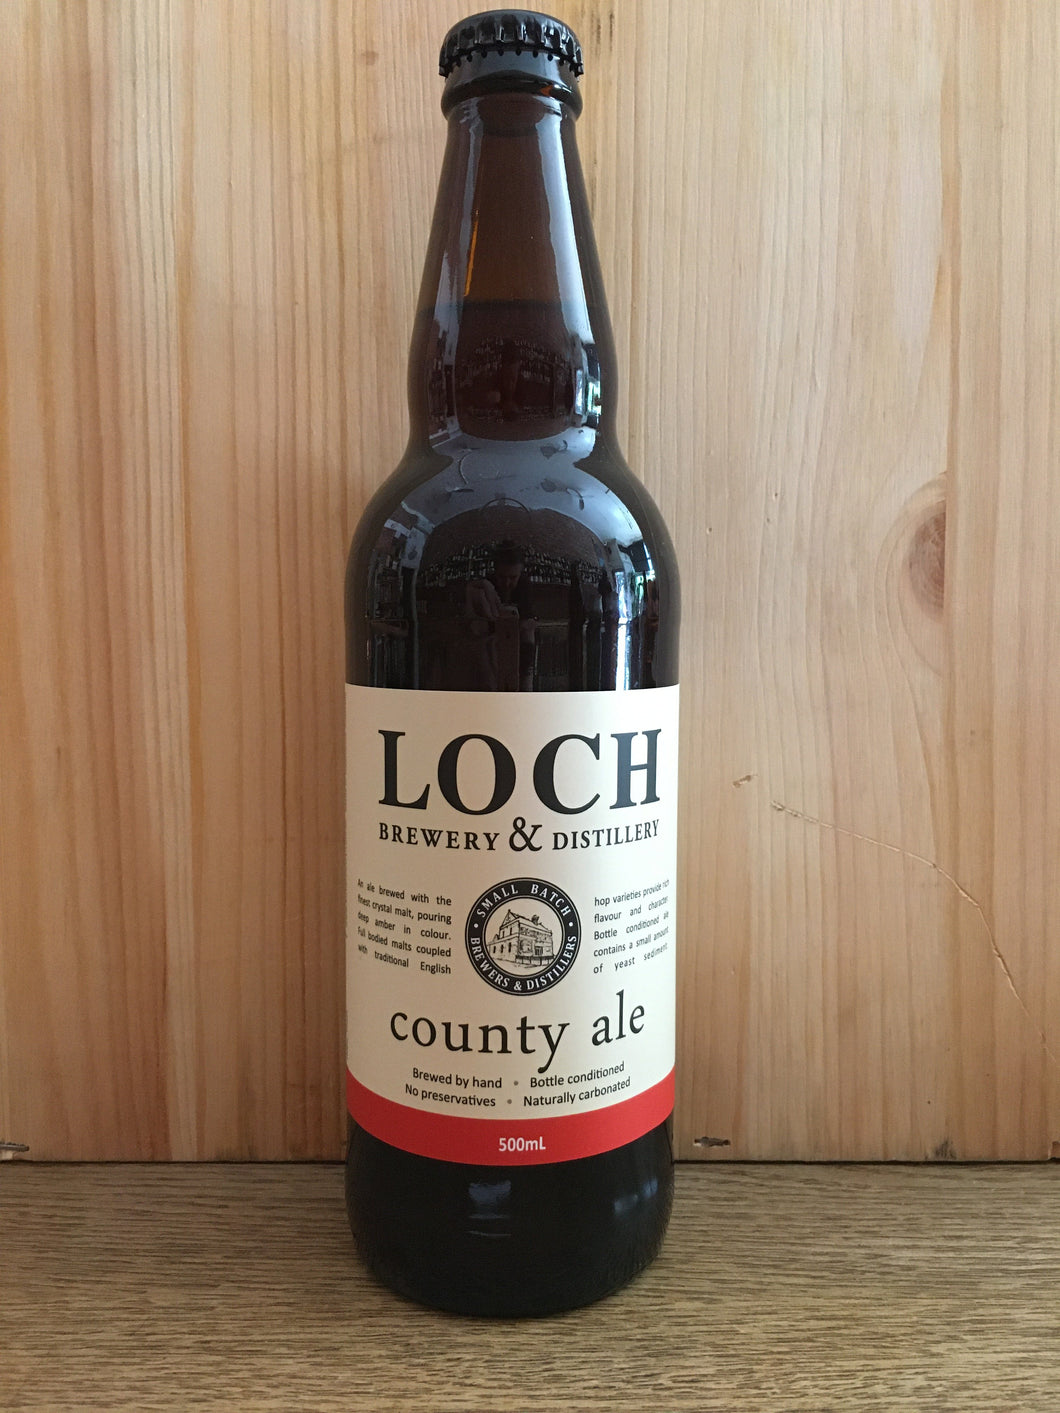 LOCH
BREWERY & DISTILLERY
An ale brewed with the
finest crystal malt, pouring
deep amber in colour.
Full bodied malts coupled
with traditional English
SMALL BATCH
BREWERS & DISTILLERS
hop varieties provide rich
flavour and character.
Bottle conditioned ale
contains a small amount
of yeast sediment
county ale
Brewed by hand • Bottle conditioned
No preservatives • Naturally carbonated
500mL